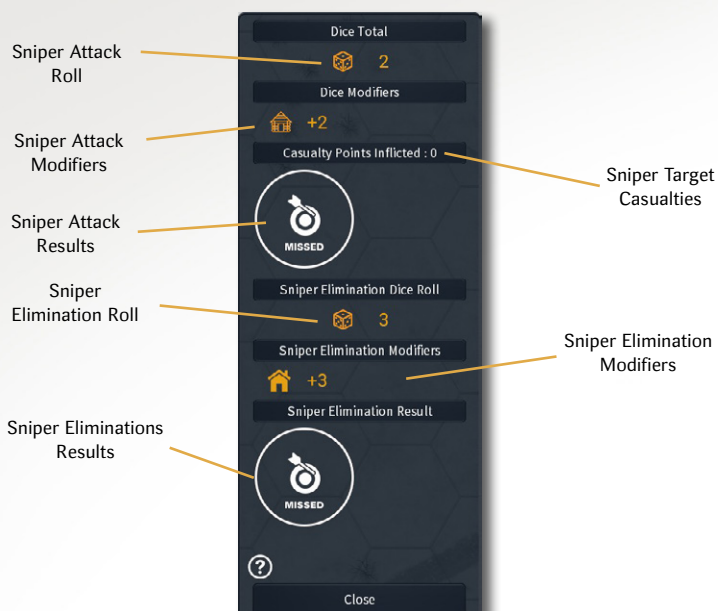 Dice Total
Sniper Attack
Roll
2
Dice Modifiers
Sniper Attack
Modifiers
+2
Casualty Points Inflicted : 0
Sniper Target
Casualties
Sniper Attack
Results
MISSED
Sniper Elimination Dice Roll
Sniper
Elimination Roll
3
Sniper Elimination Modifiers
Sniper Elimination
Modifiers
+3
Sniper Elimination Result
Sniper Eliminations
Results
MISSED
?
Close